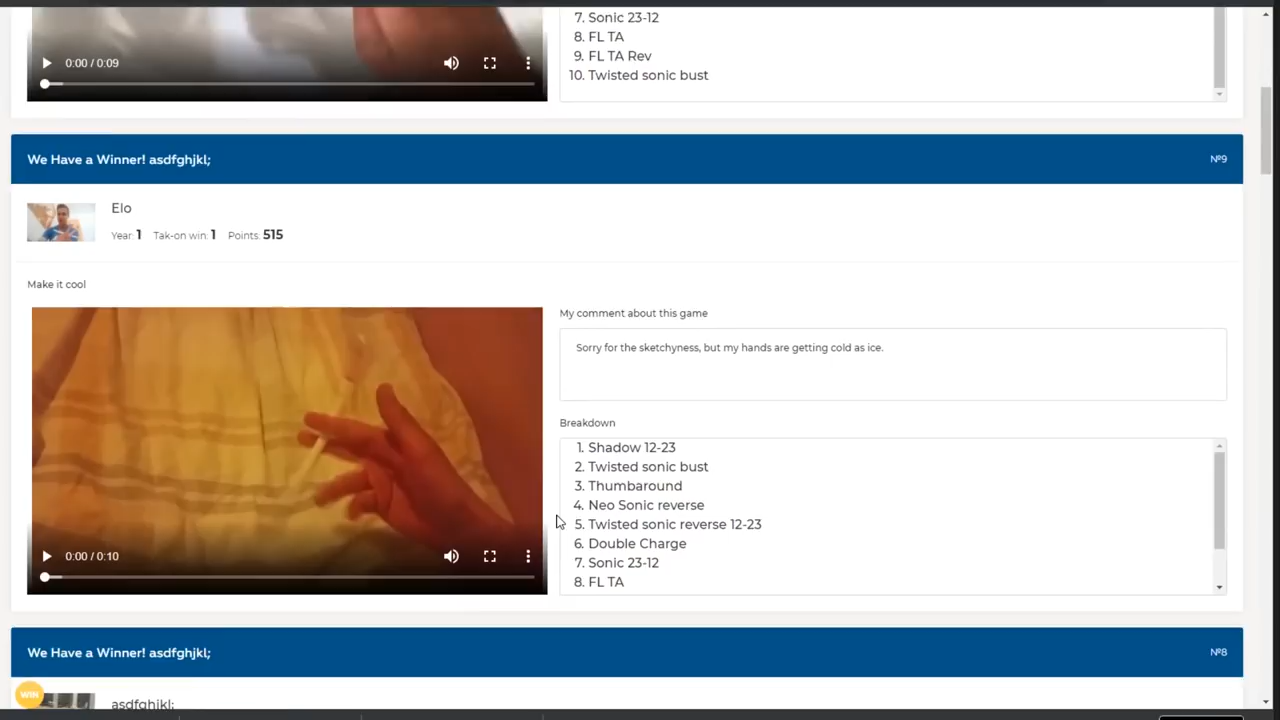 7. Sonic 23-12
8. FL TA
9. FL TA Rev
10. Twisted sonic bust
0:00 / 0:09
We Have a Winner! asdfghjkl;
№9
Elo
Year: 1 Tak-on win: 1 Points: 515
Make it cool
My comment about this game
Sorry for the sketchyness, but my hands are getting cold as ice.
Breakdown
1. Shadow 12-23
2. Twisted sonic bust
3. Thumbaround
4. Neo Sonic reverse
5. Twisted sonic reverse 12-23
6. Double Charge
7. Sonic 23-12
8. FL TA
0:00 / 0:10
We Have a Winner! asdfghjkl;
№8
WIN
asdfghjkl;